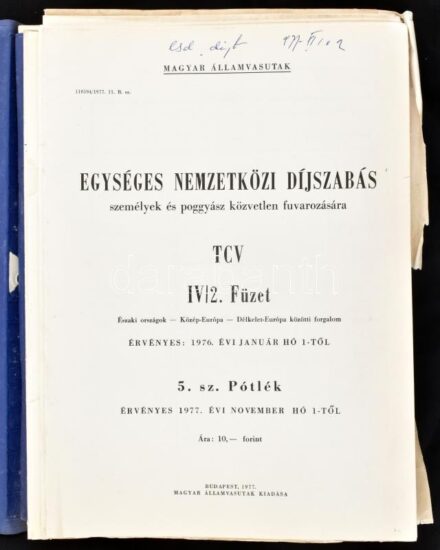 MAGYAR ÁLLAMVASUTAK
EGYSÉGES NEMZETKÖZI DÍJSZABÁS
személyek és poggyász közvetlen fuvarozására
TCV
IV/2. Füzet
Északi országok — Közép-Európa — Délkelet-Európa közötti forgalom
ÉRVÉNYES: 1976. ÉVI JANUÁR HÓ 1-TŐL
5. sz. Pótlék
ÉRVÉNYES 1977. ÉVI NOVEMBER HÓ 1-TŐL
Ára: 10,— forint
BUDAPEST, 1977.
MAGYAR ÁLLAMVASUTAK KIADÁSA